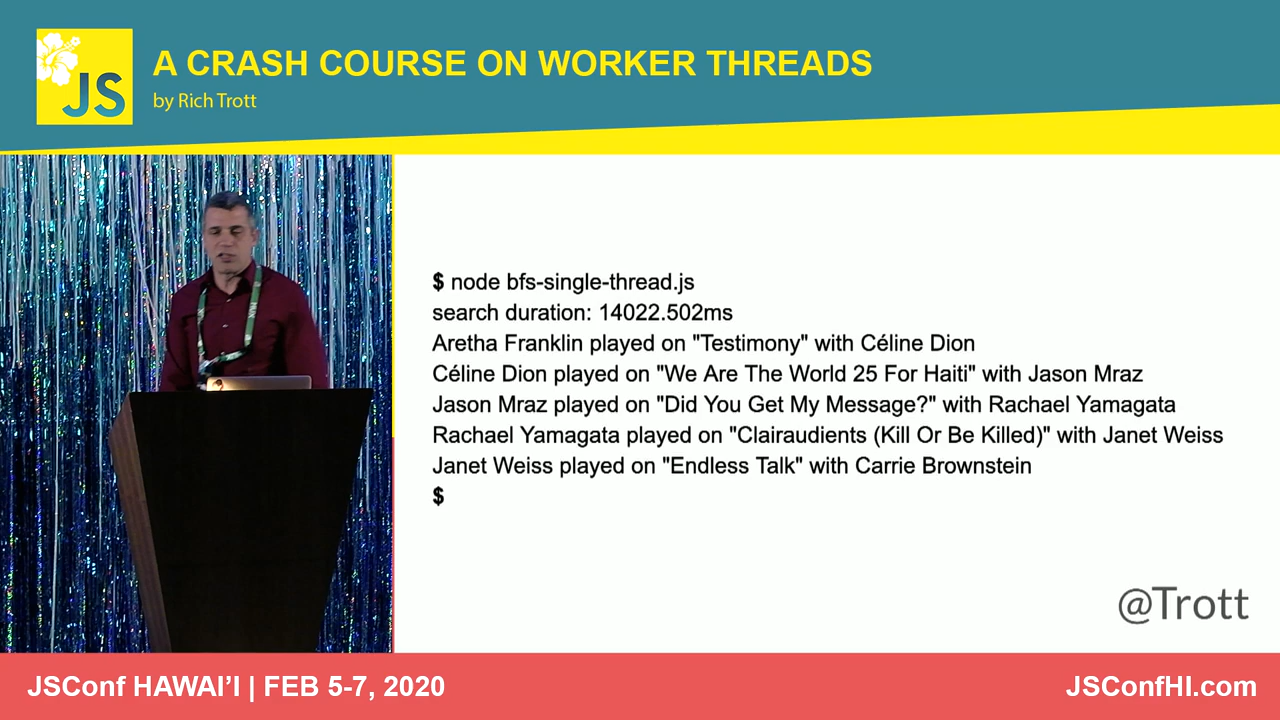 JS
A CRASH COURSE ON WORKER THREADS
by Rich Trott
$ node bfs-single-thread.js
search duration: 14022.502ms
Aretha Franklin played on "Testimony" with Céline Dion
Céline Dion played on "We Are The World 25 For Haiti" with Jason Mraz
Jason Mraz played on "Did You Get My Message?" with Rachael Yamagata
Rachael Yamagata played on "Clairaudients (Kill Or Be Killed)" with Janet Weiss
Janet Weiss played on "Endless Talk" with Carrie Brownstein
$
@Trott
JSConf HAWAI’I | FEB 5-7, 2020
JSConfHI.com